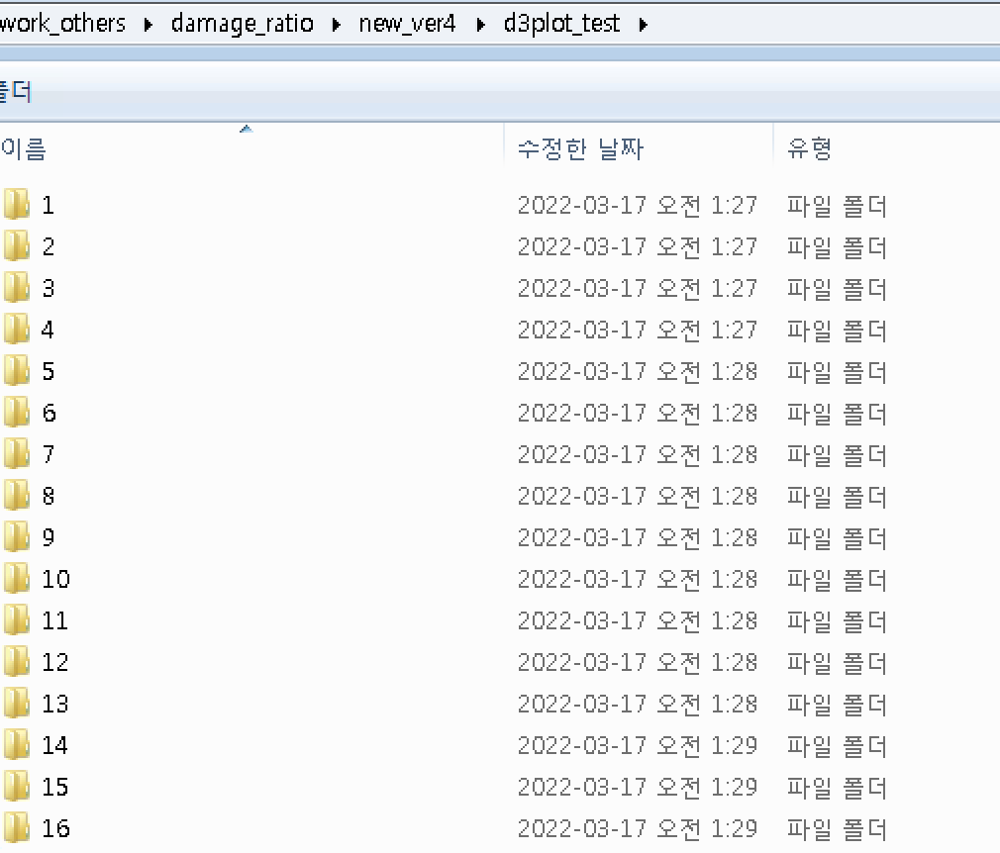 work_others ▸ damage_ratio ▸ new_ver4 ▸ d3plot_test ▸
폴더
이름 수정한 날짜 유형
1 2022-03-17 오전 1:27 파일 폴더
2 2022-03-17 오전 1:27 파일 폴더
3 2022-03-17 오전 1:27 파일 폴더
4 2022-03-17 오전 1:27 파일 폴더
5 2022-03-17 오전 1:28 파일 폴더
6 2022-03-17 오전 1:28 파일 폴더
7 2022-03-17 오전 1:28 파일 폴더
8 2022-03-17 오전 1:28 파일 폴더
9 2022-03-17 오전 1:28 파일 폴더
10 2022-03-17 오전 1:28 파일 폴더
11 2022-03-17 오전 1:28 파일 폴더
12 2022-03-17 오전 1:28 파일 폴더
13 2022-03-17 오전 1:28 파일 폴더
14 2022-03-17 오전 1:29 파일 폴더
15 2022-03-17 오전 1:29 파일 폴더
16 2022-03-17 오전 1:29 파일 폴더